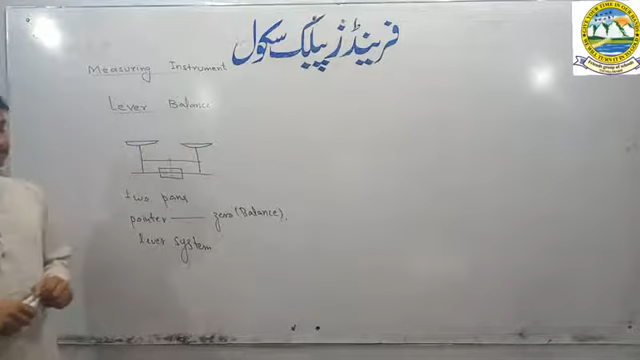 فرینڈز پبلک سکول
Measuring Instrument
Lever Balance
two pans
pointer —— zero (Balance).
lever system